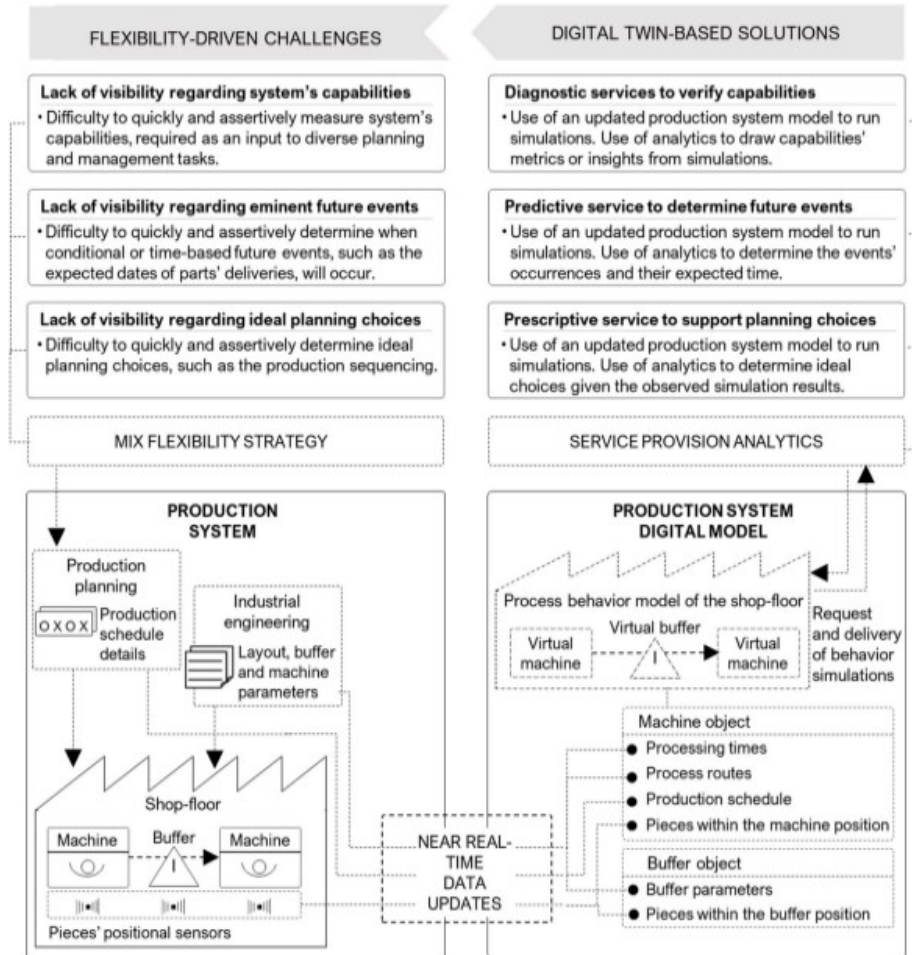 FLEXIBILITY-DRIVEN CHALLENGES
DIGITAL TWIN-BASED SOLUTIONS
Lack of visibility regarding system's capabilities
• Difficulty to quickly and assertively measure system's
capabilities, required as an input to diverse planning
and management tasks.
Diagnostic services to verify capabilities
• Use of an updated production system model to run
simulations. Use of analytics to draw capabilities'
metrics or insights from simulations.
Lack of visibility regarding eminent future events
• Difficulty to quickly and assertively determine when
conditional or time-based future events, such as the
expected dates of parts' deliveries, will occur.
Predictive service to determine future events
• Use of an updated production system model to run
simulations. Use of analytics to determine the events'
occurrences and their expected time.
Lack of visibility regarding ideal planning choices
• Difficulty to quickly and assertively determine ideal
planning choices, such as the production sequencing.
Prescriptive service to support planning choices
• Use of an updated production system model to run
simulations. Use of analytics to determine ideal
choices given the observed simulation results.
MIX FLEXIBILITY STRATEGY
SERVICE PROVISION ANALYTICS
PRODUCTION
SYSTEM
Production
planning
OXOX
Production
schedule
details
Industrial
engineering
Layout, buffer
and machine
parameters
Shop-floor
Machine
Buffer
I
Machine
Pieces' positional sensors
NEAR REAL-
TIME
DATA
UPDATES
PRODUCTION SYSTEM
DIGITAL MODEL
Process behavior model of the shop-floor
Virtual
machine
Virtual buffer
I
Virtual
machine
Request
and delivery
of behavior
simulations
Machine object
Processing times
Process routes
Production schedule
Pieces within the machine position
Buffer object
Buffer parameters
Pieces within the buffer position